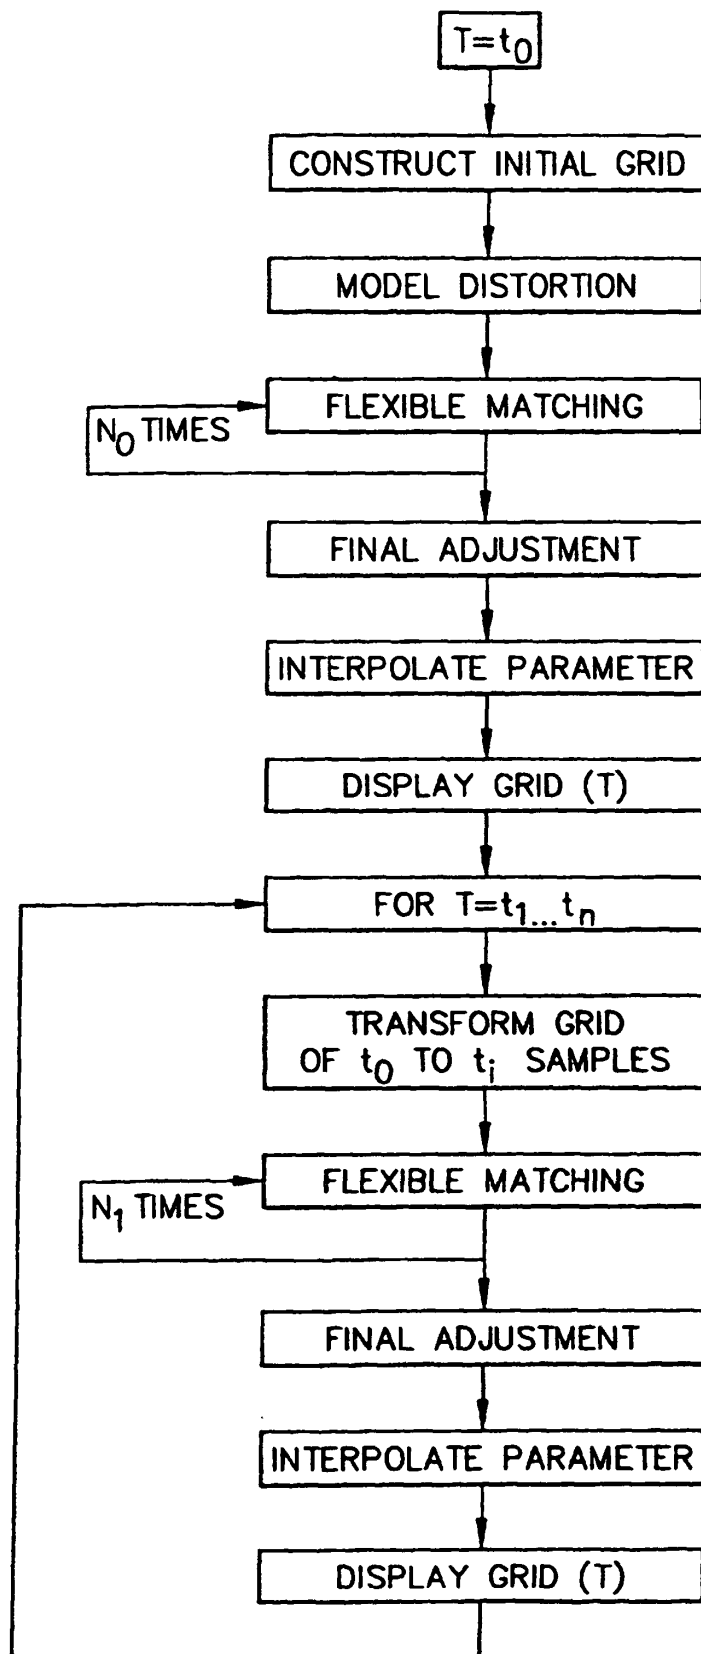 T=t0
CONSTRUCT INITIAL GRID
MODEL DISTORTION
FLEXIBLE MATCHING
N0 TIMES
FINAL ADJUSTMENT
INTERPOLATE PARAMETER
DISPLAY GRID (T)
FOR T=t1...tn
TRANSFORM GRID
OF t0 TO ti SAMPLES
FLEXIBLE MATCHING
N1 TIMES
FINAL ADJUSTMENT
INTERPOLATE PARAMETER
DISPLAY GRID (T)